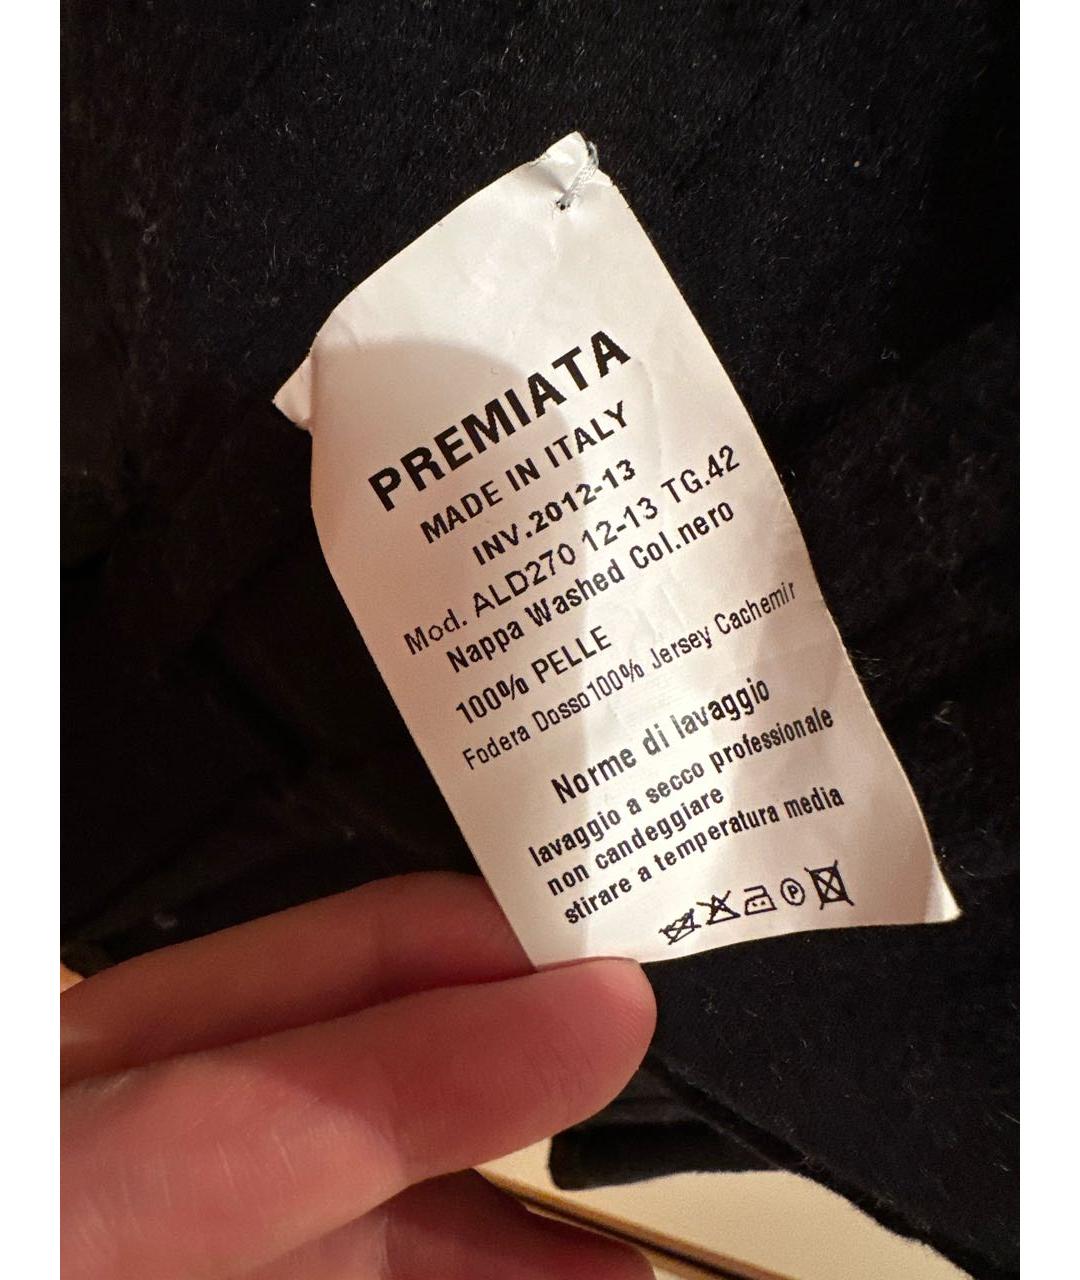 PREMIATA
MADE IN ITALY
INV.2012-13
Mod. ALD270 12-13 TG.42
Nappa Washed Col.nero
100% PELLE
Fodera Dosso100% Jersey Cachemir
Norme di lavaggio
lavaggio a secco professionale
non candeggiare
stirare a temperatura media
P